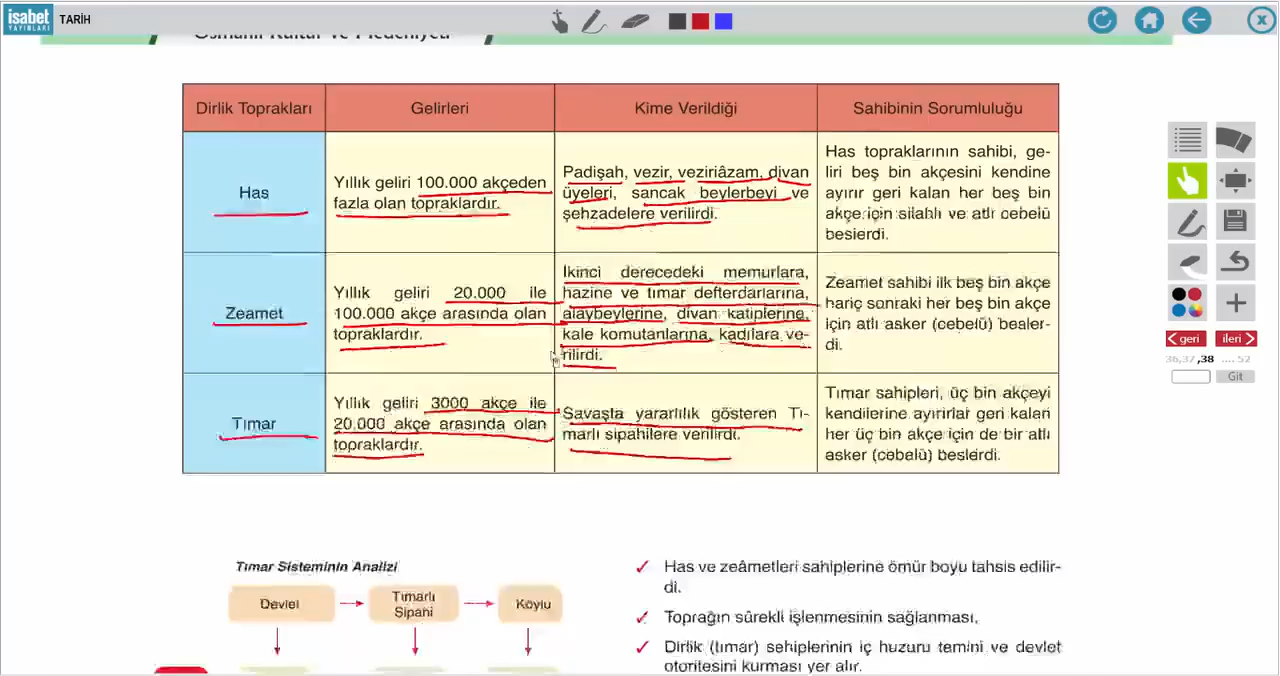 isabet
YAYINLARI
TARİH
Osmanlı Kültür ve Medeniyeti
Dirlik Toprakları
Gelirleri
Kime Verildiği
Sahibinin Sorumluluğu
Has
Yıllık geliri 100.000 akçeden
fazla olan topraklardır.
Padişah, vezir, veziriâzam, divan
üyeleri, sancak beylerbeyi ve
şehzadelere verilirdi.
Has topraklarının sahibi, ge-
liri beş bin akçesini kendine
ayırır geri kalan her beş bin
akçe için silahlı ve atlı cebelü
beslerdi.
Zeamet
Yıllık geliri 20.000 ile
100.000 akçe arasında olan
topraklardır.
İkinci derecedeki memurlara,
hazine ve tımar defterdarlarına,
alaybeylerine, divan katiplerine,
kale komutanlarına, kadılara ve-
rilirdi.
Zeamet sahibi ilk beş bin akçe
hariç sonraki her beş bin akçe
için atlı asker (cebelü) besler-
di.
Tımar
Yıllık geliri 3000 akçe ile
20.000 akçe arasında olan
topraklardır.
Savaşta yararlılık gösteren Tı-
marlı sipahilere verilirdi.
Tımar sahipleri, üç bin akçeyi
kendilerine ayırırlar geri kalan
her üç bin akçe için de bir atlı
asker (cebelü) beslerdi.
geri
ileri
36,37,38 .... 52
Git
Tımar Sisteminin Analizi
Devlet
Tımarlı
Sipahi
Köylü
✓ Has ve zeâmetleri sahiplerine ömür boyu tahsis edilir-
di.
✓ Toprağın sürekli işlenmesinin sağlanması,
✓ Dirlik (tımar) sahiplerinin iç huzuru temini ve devlet
otoritesini kurması yer alır.